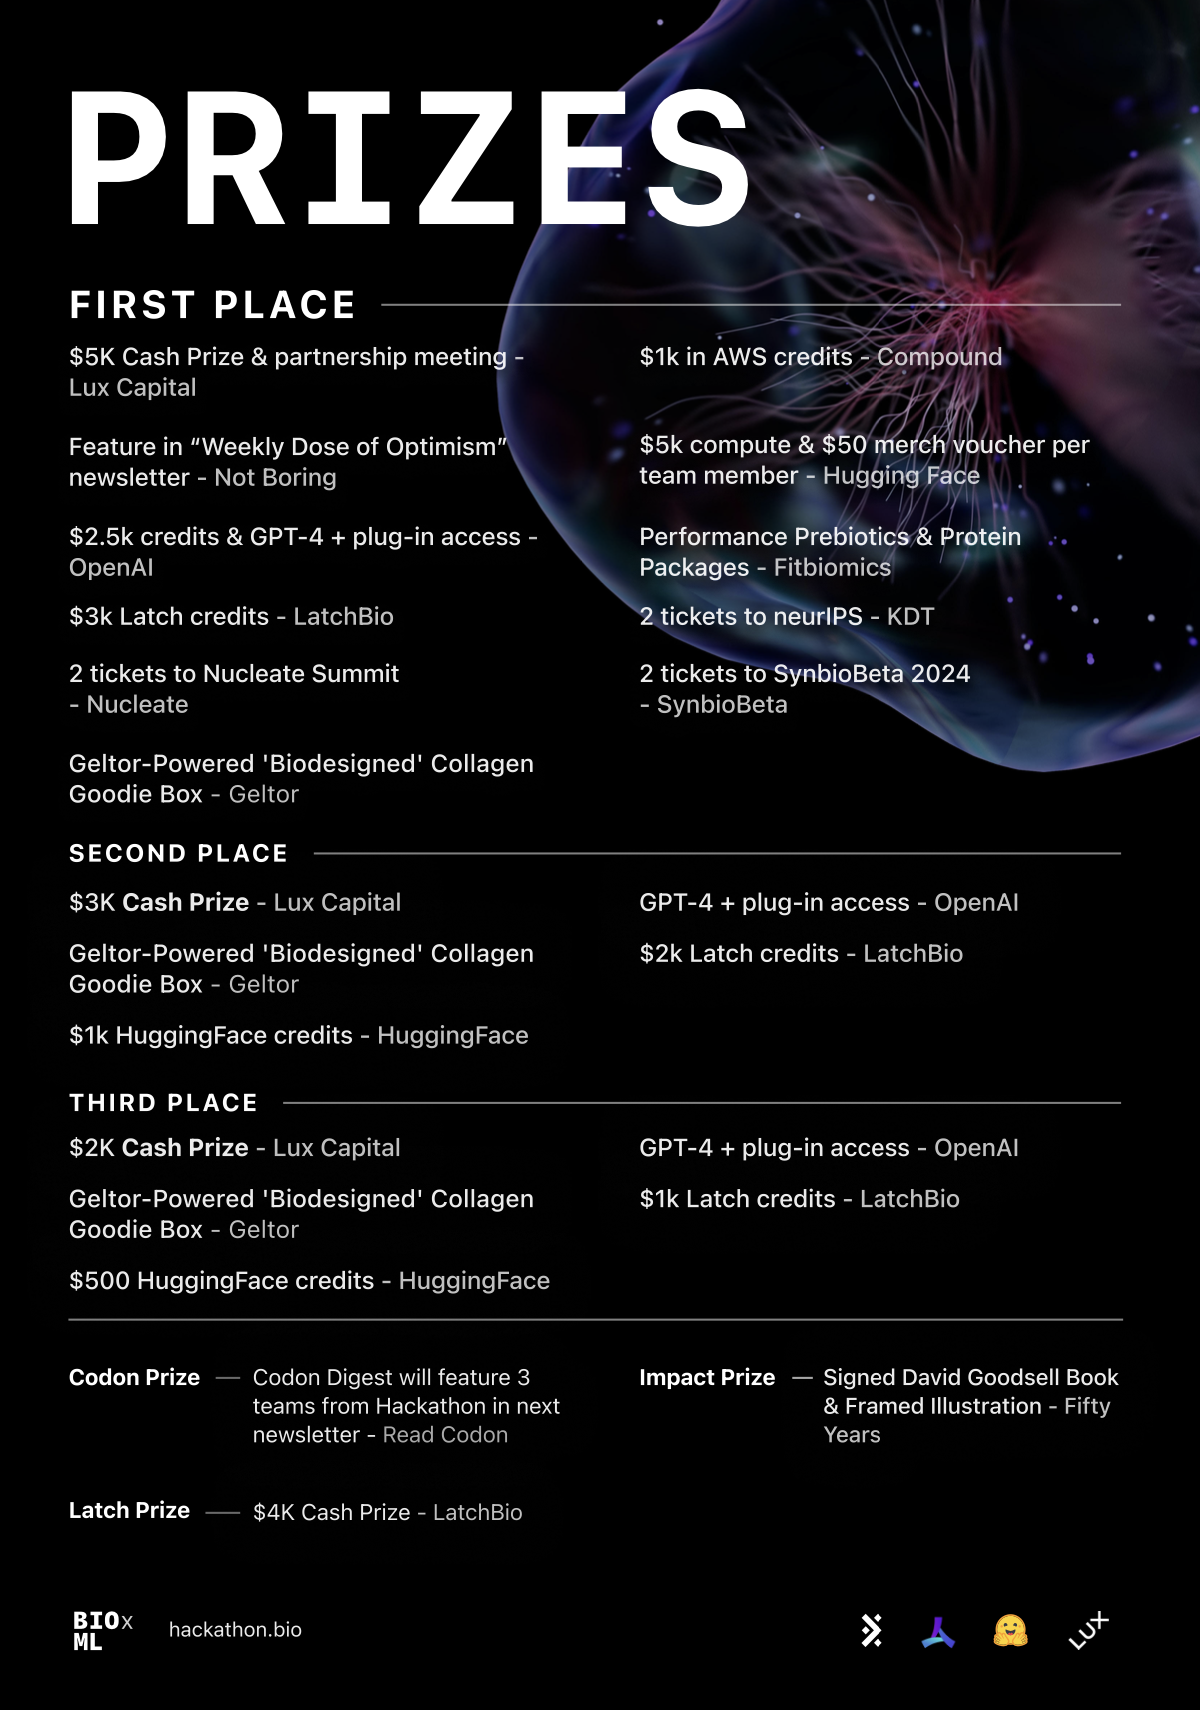 PRIZES
FIRST PLACE
$5K Cash Prize & partnership meeting -
Lux Capital
Feature in “Weekly Dose of Optimism”
newsletter - Not Boring
$2.5k credits & GPT-4 + plug-in access -
OpenAI
$3k Latch credits - LatchBio
2 tickets to Nucleate Summit
- Nucleate
Geltor-Powered 'Biodesigned' Collagen
Goodie Box - Geltor
$1k in AWS credits - Compound
$5k compute & $50 merch voucher per
team member - Hugging Face
Performance Prebiotics & Protein
Packages - Fitbiomics
2 tickets to neurIPS - KDT
2 tickets to SynbioBeta 2024
- SynbioBeta
SECOND PLACE
$3K Cash Prize - Lux Capital
Geltor-Powered 'Biodesigned' Collagen
Goodie Box - Geltor
$1k HuggingFace credits - HuggingFace
GPT-4 + plug-in access - OpenAI
$2k Latch credits - LatchBio
THIRD PLACE
$2K Cash Prize - Lux Capital
Geltor-Powered 'Biodesigned' Collagen
Goodie Box - Geltor
$500 HuggingFace credits - HuggingFace
GPT-4 + plug-in access - OpenAI
$1k Latch credits - LatchBio
Codon Prize — Codon Digest will feature 3
teams from Hackathon in next
newsletter - Read Codon
Impact Prize — Signed David Goodsell Book
& Framed Illustration - Fifty
Years
Latch Prize — $4K Cash Prize - LatchBio
BIOx
ML
hackathon.bio
LUX